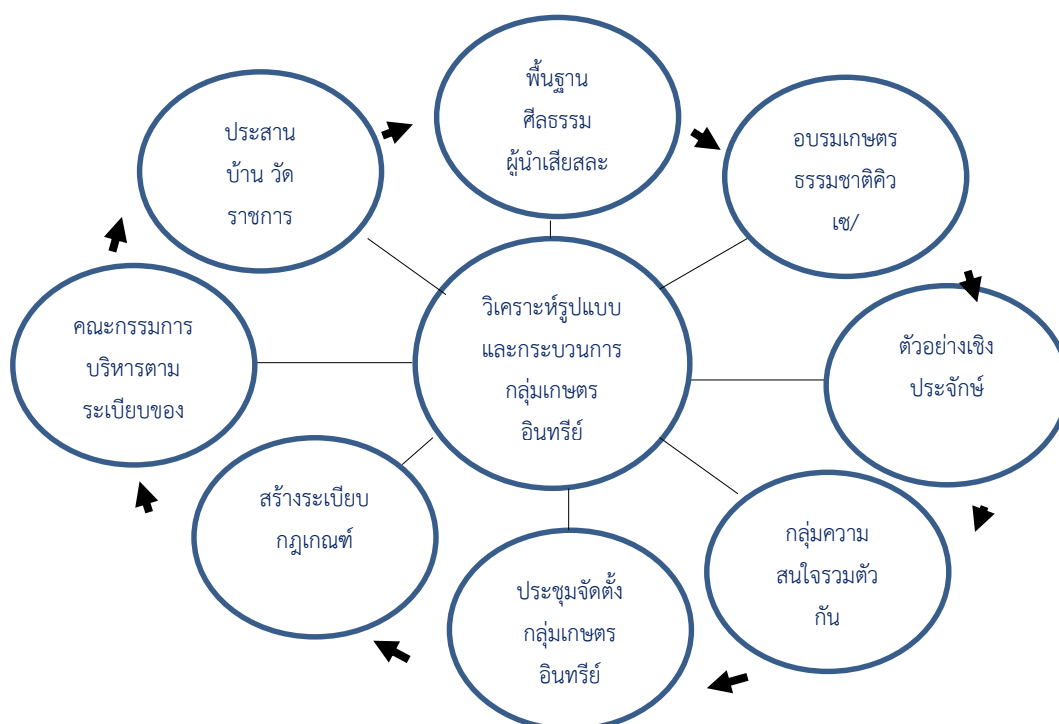 พื้นฐาน
ศีลธรรม
ผู้นำเสียสละ
อบรมเกษตร
ธรรมชาติคิว
เซ/
ตัวอย่างเชิง
ประจักษ์
กลุ่มความ
สนใจรวมตัว
กัน
ประชุมจัดตั้ง
กลุ่มเกษตร
อินทรีย์
สร้างระเบียบ
กฎเกณฑ์
คณะกรรมการ
บริหารตาม
ระเบียบของ
ประสาน
บ้าน วัด
ราชการ
วิเคราะห์รูปแบบ
และกระบวนการ
กลุ่มเกษตร
อินทรีย์